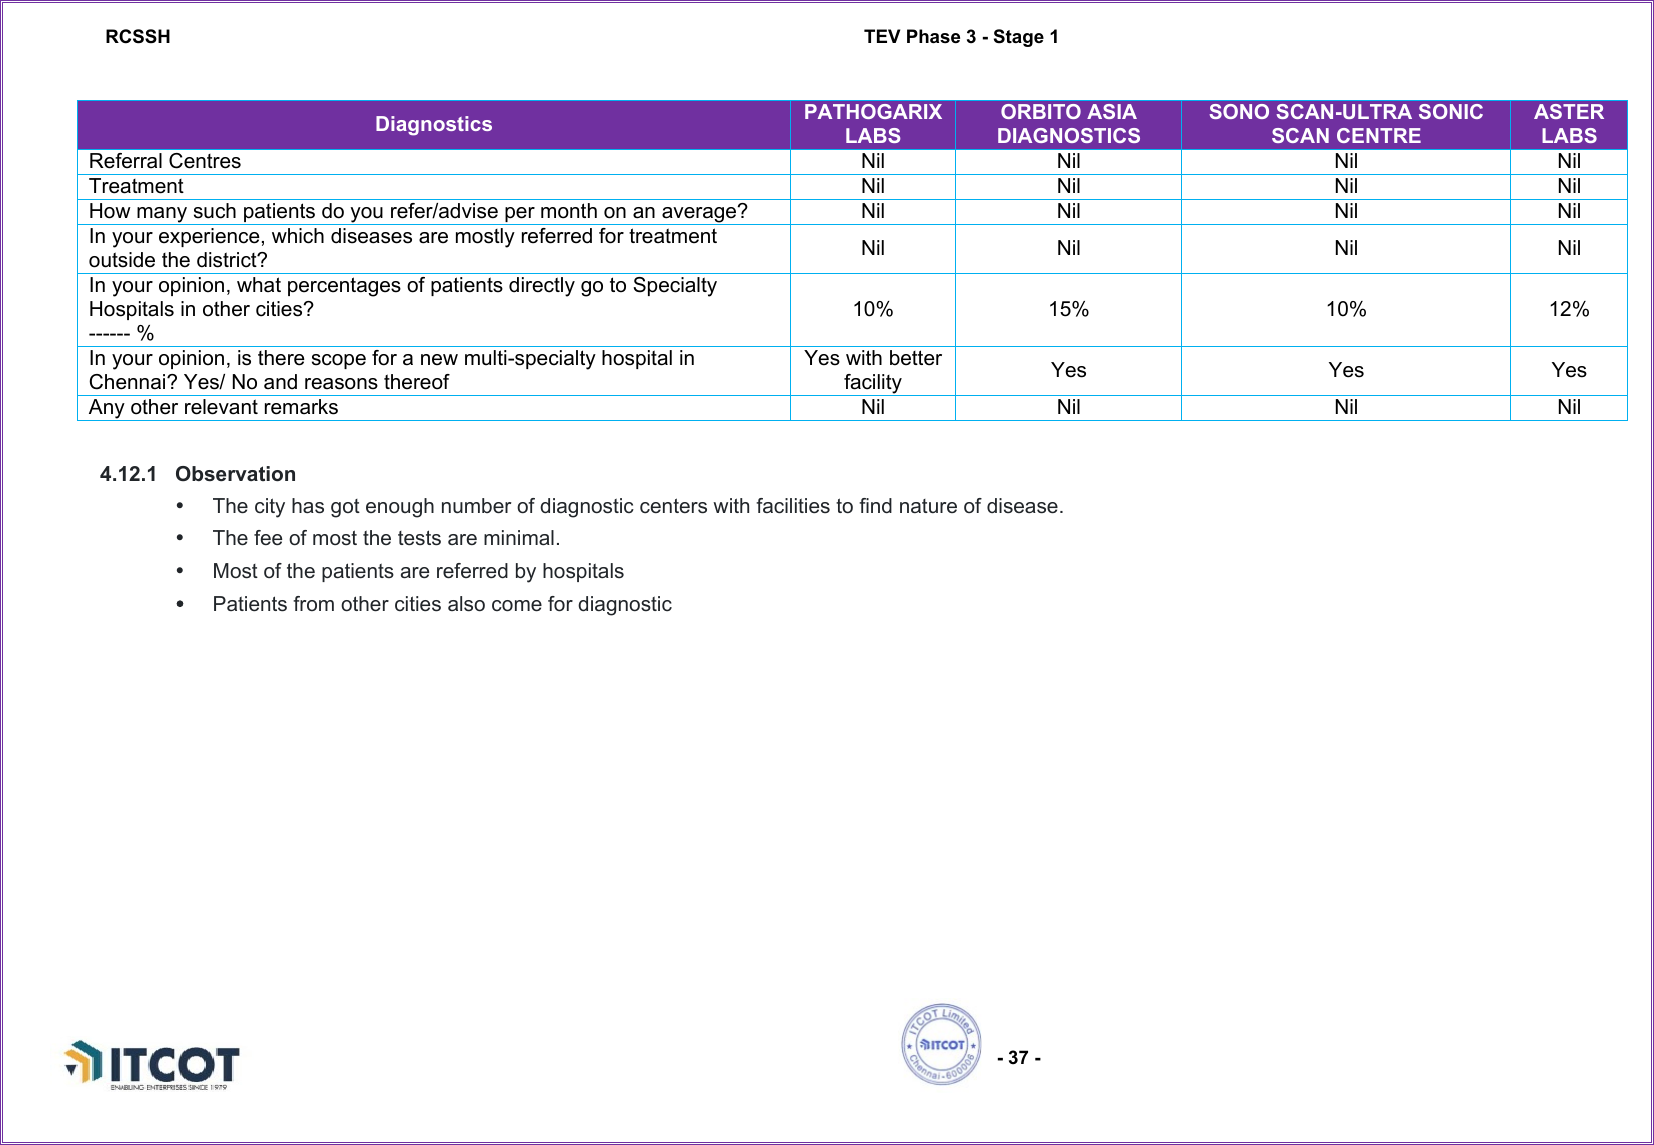 RCSSH
TEV Phase 3 - Stage 1
Diagnostics
PATHOGARIX
LABS
ORBITO ASIA
DIAGNOSTICS
SONO SCAN-ULTRA SONIC
SCAN CENTRE
ASTER
LABS
Referral Centres Nil Nil Nil Nil
Treatment Nil Nil Nil Nil
How many such patients do you refer/advise per month on an average? Nil Nil Nil Nil
In your experience, which diseases are mostly referred for treatment
outside the district?
Nil Nil Nil Nil
In your opinion, what percentages of patients directly go to Specialty
Hospitals in other cities?
------ %
10% 15% 10% 12%
In your opinion, is there scope for a new multi-specialty hospital in
Chennai? Yes/ No and reasons thereof
Yes with better
facility
Yes Yes Yes
Any other relevant remarks Nil Nil Nil Nil
4.12.1 Observation
• The city has got enough number of diagnostic centers with facilities to find nature of disease.
• The fee of most the tests are minimal.
• Most of the patients are referred by hospitals
• Patients from other cities also come for diagnostic
ITCOT
ENABLING ENTERPRISES SINCE 1979
ITCOT Limited
ITCOT
Chennai-600006
- 37 -